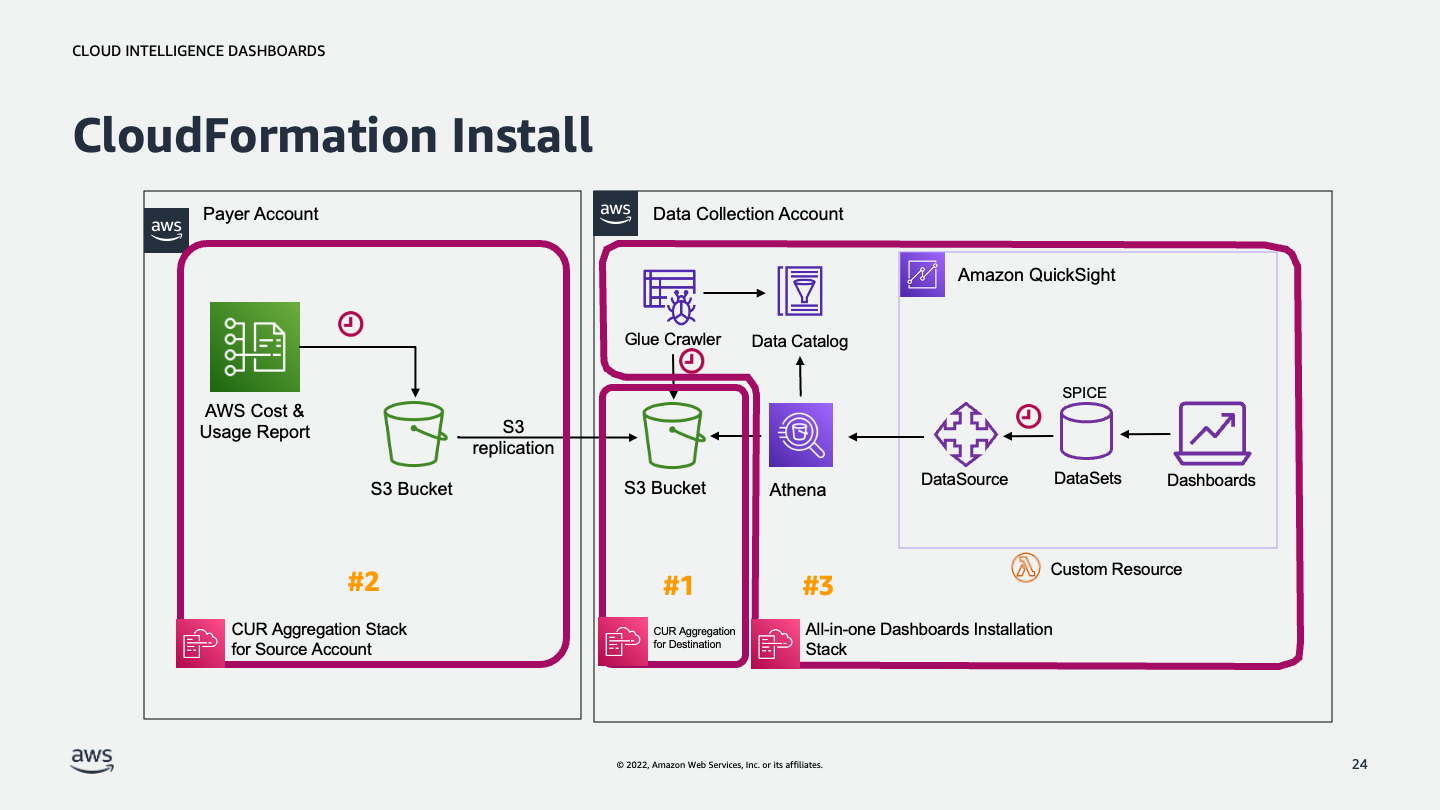 CLOUD INTELLIGENCE DASHBOARDS
CloudFormation Install
aws
Payer Account
AWS Cost &
Usage Report
S3 Bucket
S3
replication
#2
CUR Aggregation Stack
for Source Account
aws
Data Collection Account
Glue Crawler
Data Catalog
S3 Bucket
Athena
#1
CUR Aggregation
for Destination
#3
All-in-one Dashboards Installation
Stack
Amazon QuickSight
SPICE
DataSource
DataSets
Dashboards
Custom Resource
aws
© 2022, Amazon Web Services, Inc. or its affiliates.
24